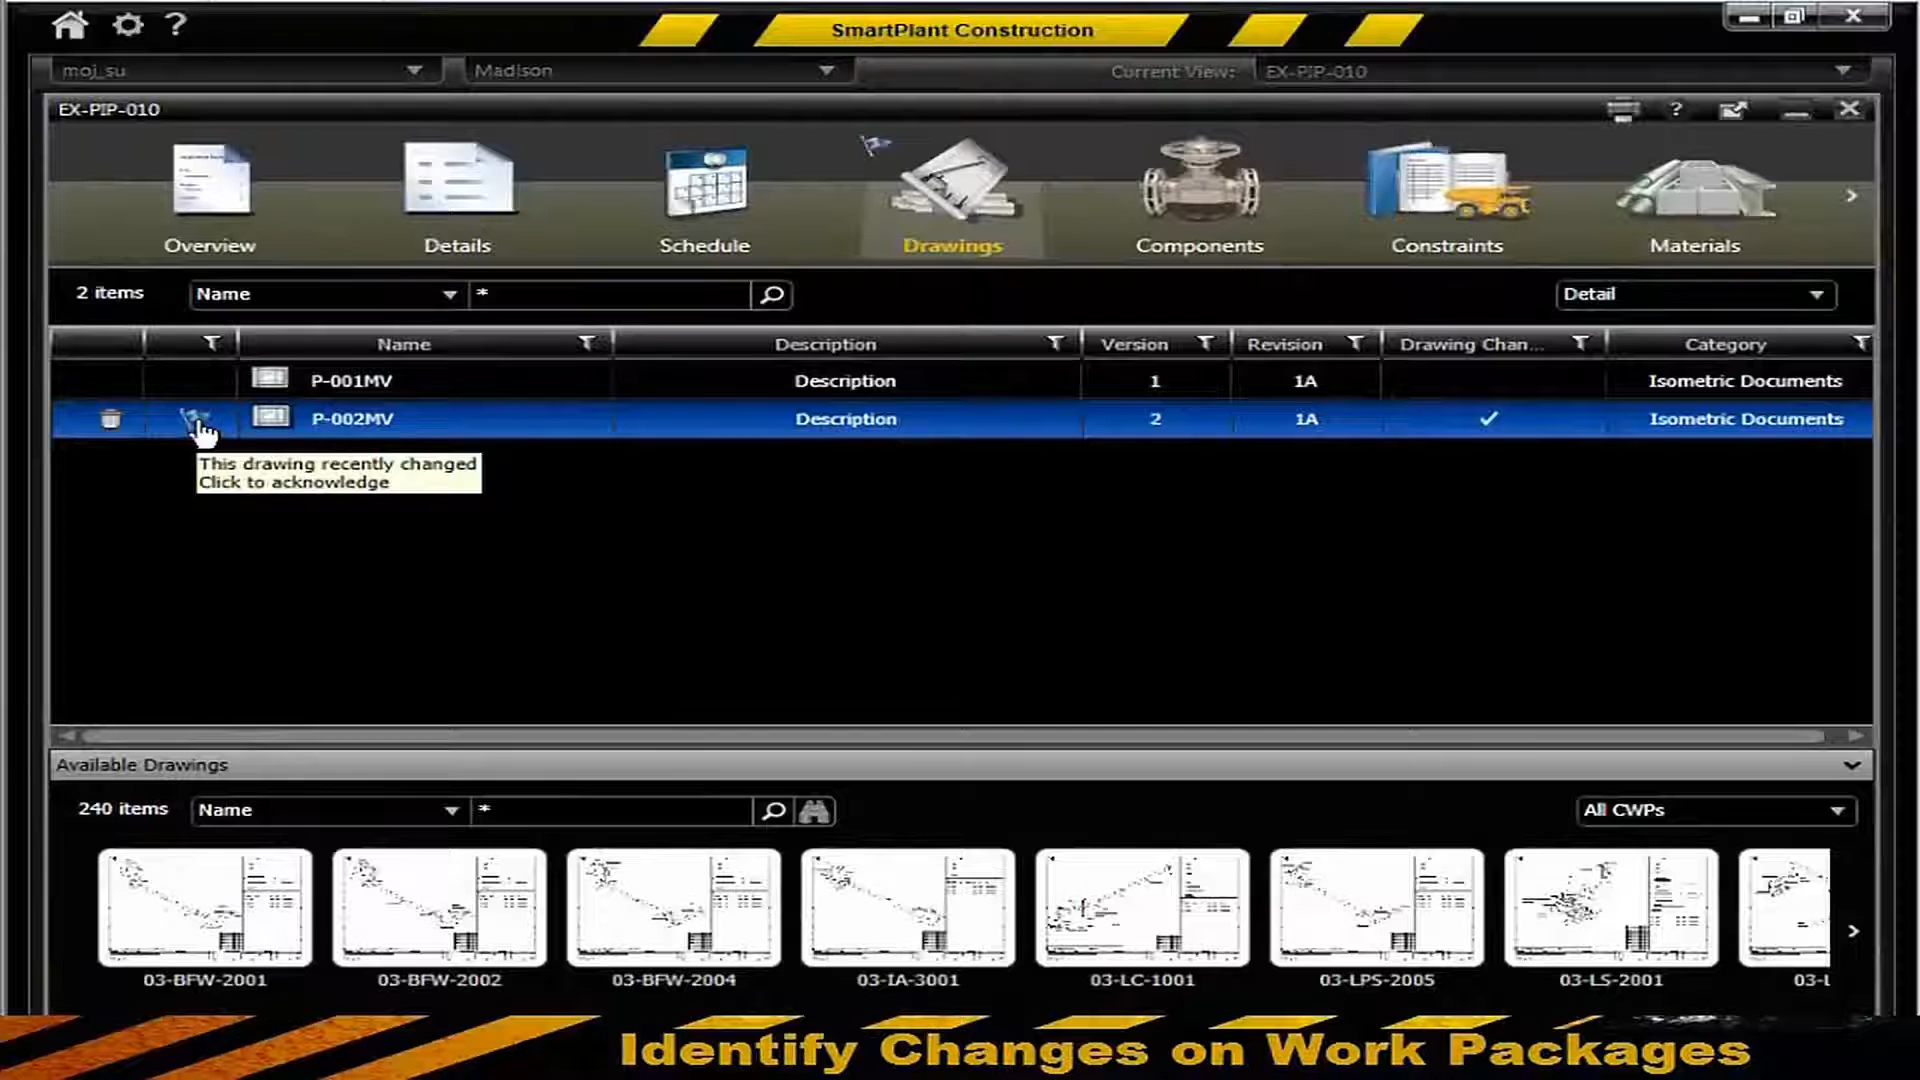 SmartPlant Construction
moj_su
Madison
Current View:
EX-PIP-010
EX-PIP-010
?
Overview
Details
Schedule
Drawings
Components
Constraints
Materials
2 items
Name
*
Detail
Name
Description
Version
Revision
Drawing Chan...
Category
P-001MV
Description
1
1A
Isometric Documents
P-002MV
Description
2
1A
Isometric Documents
This drawing recently changed
Click to acknowledge
Available Drawings
240 items
Name
*
All CWPs
03-BFW-2001
03-BFW-2002
03-BFW-2004
03-IA-3001
03-LC-1001
03-LPS-2005
03-LS-2001
Identify Changes on Work Packages